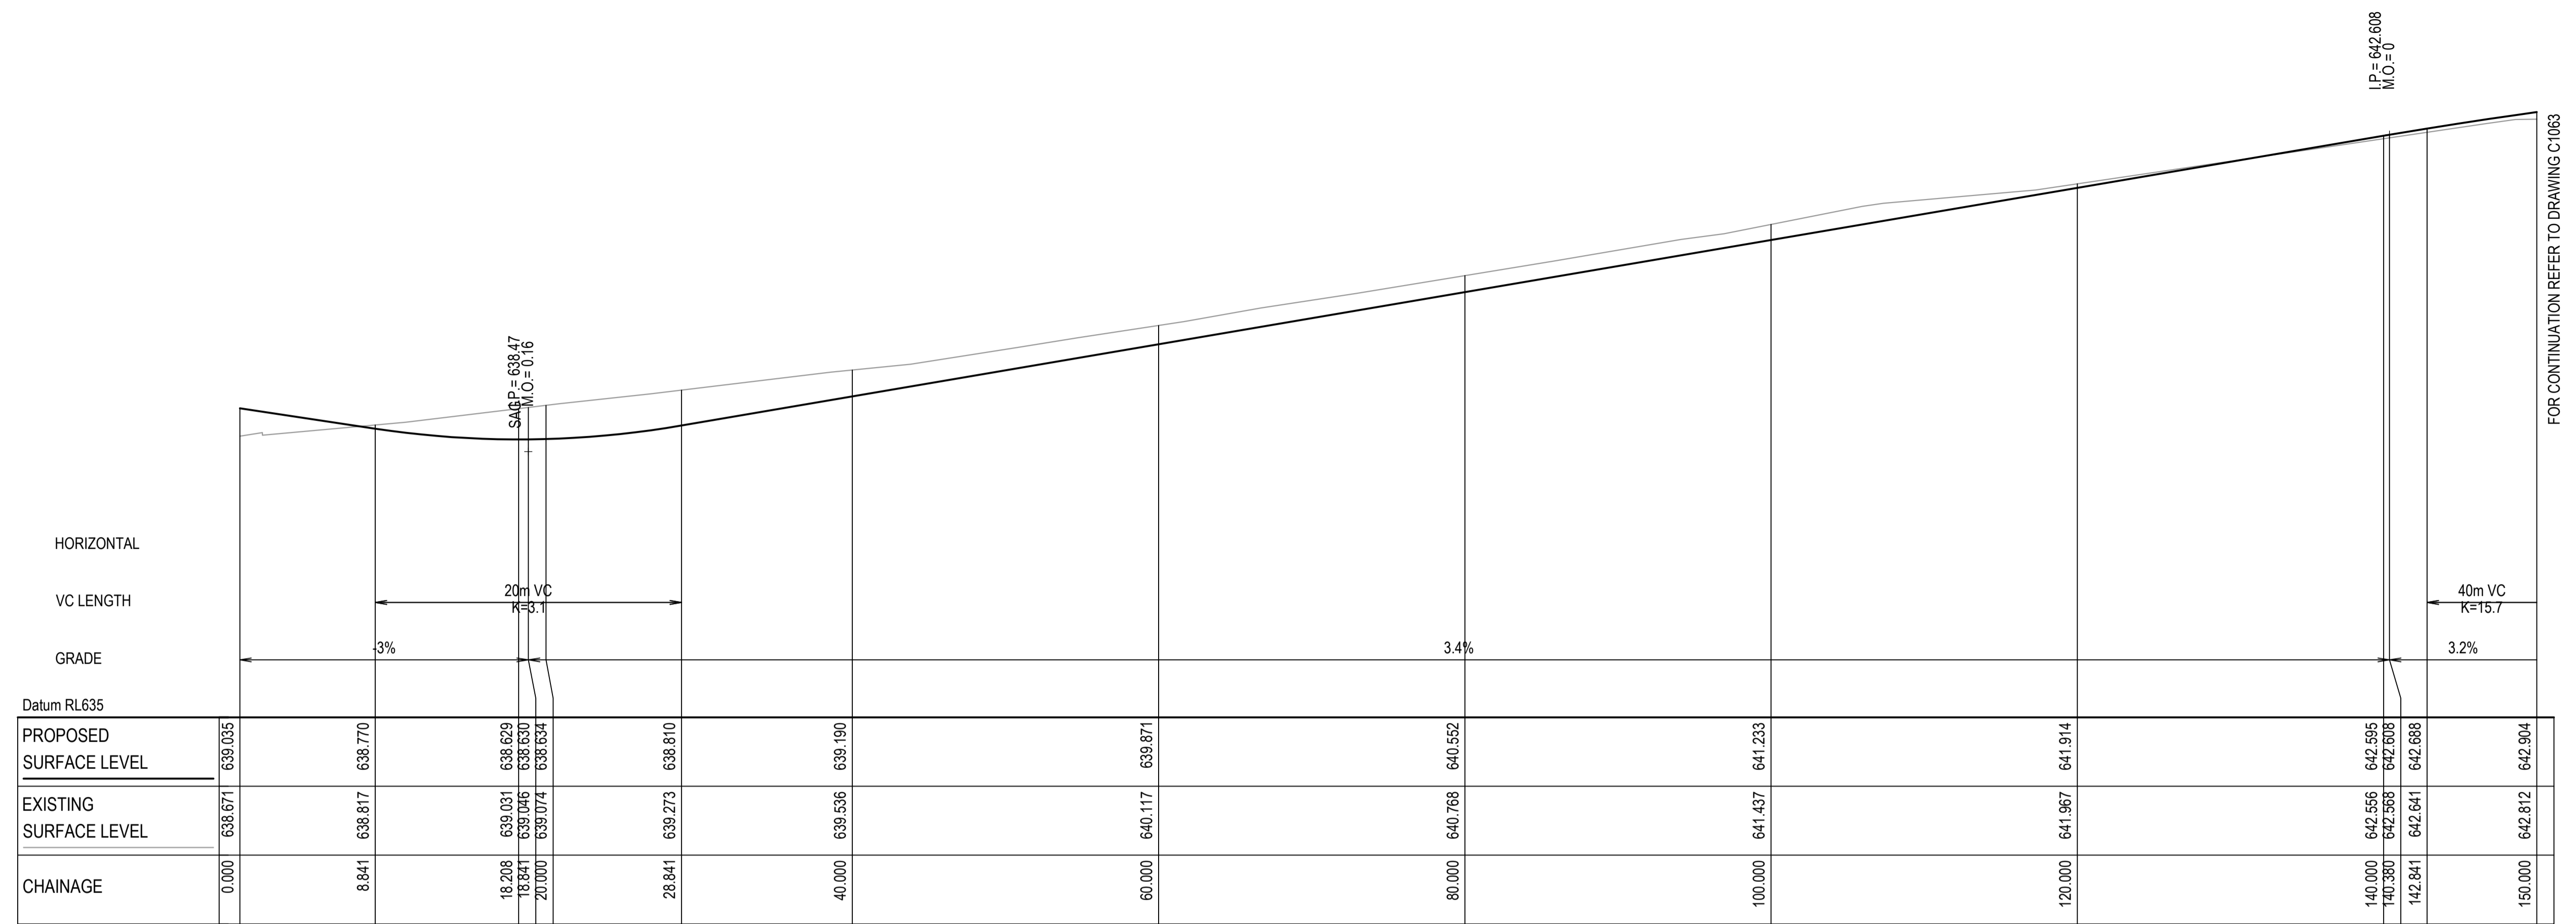 I.P.= 642.608
M.O.= 0
FOR CONTINUATION REFER TO DRAWING C1063
M.O.= 0.16
HORIZONTAL
VC LENGTH
20m VC
K=3.1
40m VC
K=15.7
GRADE
-3%
3.4%
3.2%
Datum RL635
PROPOSED
SURFACE LEVEL
639.035 638.770 638.629 638.630 638.634 638.810 639.190 639.871 640.552 641.233 641.914 642.595 642.608 642.688 642.904
EXISTING
SURFACE LEVEL
638.671 638.817 639.031 639.046 639.074 639.273 639.536 640.117 640.768 641.437 641.967 642.556 642.568 642.641 642.812
CHAINAGE
0.000 8.841 18.208 18.841 20.000 28.841 40.000 60.000 80.000 100.000 120.000 140.000 140.380 142.841 150.000